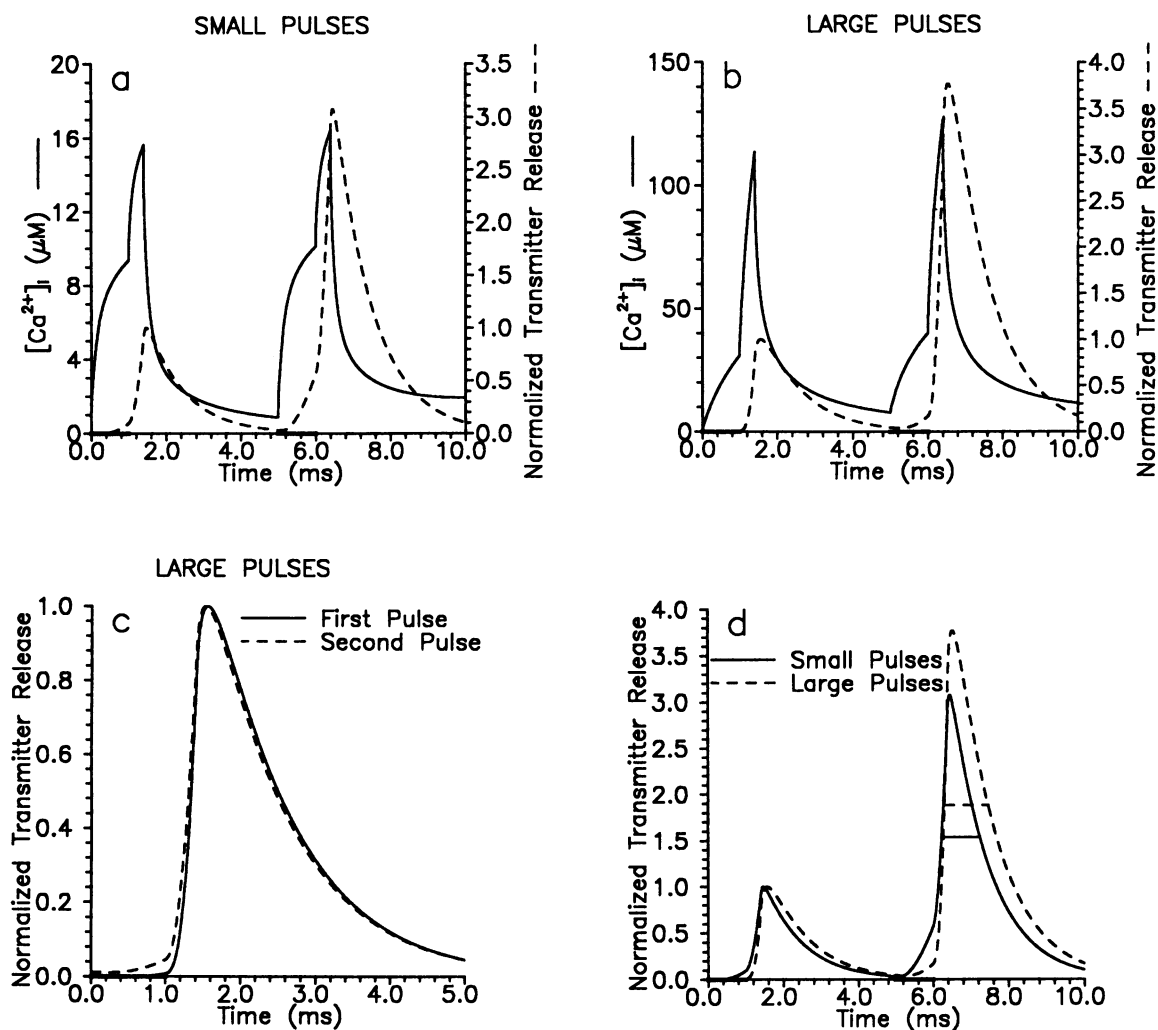 SMALL PULSES
a
[Ca²⁺]i (μM)
20
16
12
8
4
0
Normalized Transmitter Release
3.5
3.0
2.5
2.0
1.5
1.0
0.5
0.0
0.0 2.0 4.0 6.0 8.0 10.0
Time (ms)
LARGE PULSES
b
[Ca²⁺]i (μM)
150
100
50
0
Normalized Transmitter Release
4.0
3.5
3.0
2.5
2.0
1.5
1.0
0.5
0.0
0.0 2.0 4.0 6.0 8.0 10.0
Time (ms)
LARGE PULSES
c
First Pulse
Second Pulse
Normalized Transmitter Release
1.0
0.8
0.6
0.4
0.2
0.0
0.0 1.0 2.0 3.0 4.0 5.0
Time (ms)
d
Small Pulses
Large Pulses
Normalized Transmitter Release
4.0
3.5
3.0
2.5
2.0
1.5
1.0
0.5
0.0
0.0 2.0 4.0 6.0 8.0 10.0
Time (ms)